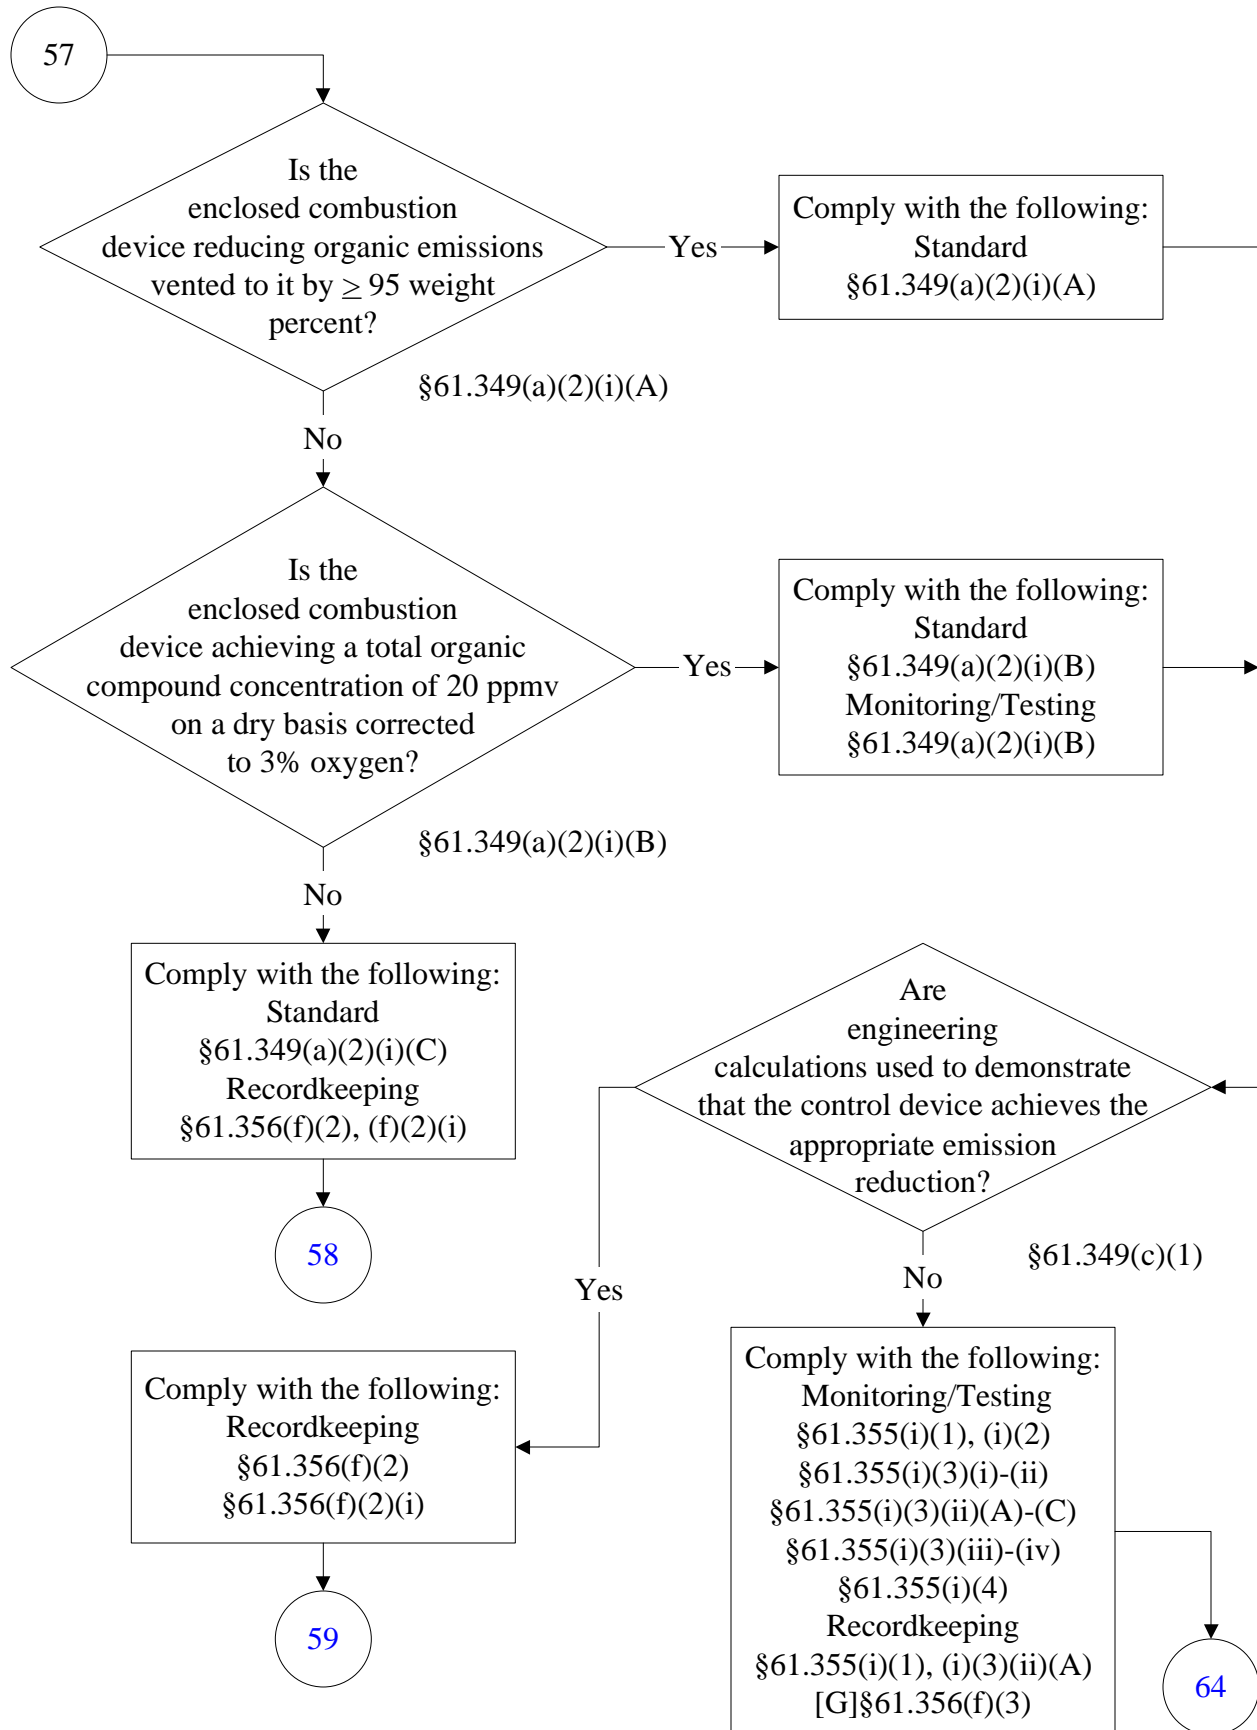 57
Is the
enclosed combustion
device reducing organic emissions
vented to it by ≥ 95 weight
percent?
Yes
Comply with the following:
Standard
§61.349(a)(2)(i)(A)
§61.349(a)(2)(i)(A)
No
Is the
enclosed combustion
device achieving a total organic
compound concentration of 20 ppmv
on a dry basis corrected
to 3% oxygen?
Yes
Comply with the following:
Standard
§61.349(a)(2)(i)(B)
Monitoring/Testing
§61.349(a)(2)(i)(B)
§61.349(a)(2)(i)(B)
No
Comply with the following:
Standard
§61.349(a)(2)(i)(C)
Recordkeeping
§61.356(f)(2), (f)(2)(i)
58
Are
engineering
calculations used to demonstrate
that the control device achieves the
appropriate emission
reduction?
§61.349(c)(1)
Yes
No
Comply with the following:
Recordkeeping
§61.356(f)(2)
§61.356(f)(2)(i)
59
Comply with the following:
Monitoring/Testing
§61.355(i)(1), (i)(2)
§61.355(i)(3)(i)-(ii)
§61.355(i)(3)(ii)(A)-(C)
§61.355(i)(3)(iii)-(iv)
§61.355(i)(4)
Recordkeeping
§61.355(i)(1), (i)(3)(ii)(A)
[G]§61.356(f)(3)
64